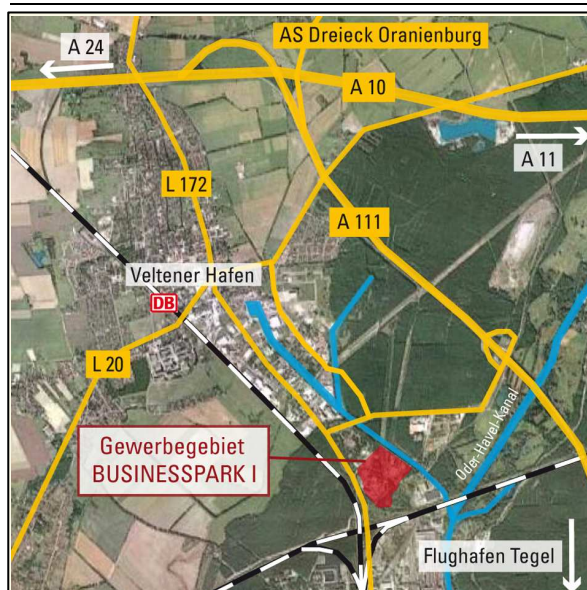 AS Dreieck Oranienburg
A 24
A 10
A 11
L 172
A 111
Veltener Hafen
DB
L 20
Gewerbegebiet
BUSINESSPARK I
Oder-Havel-Kanal
Flughafen Tegel